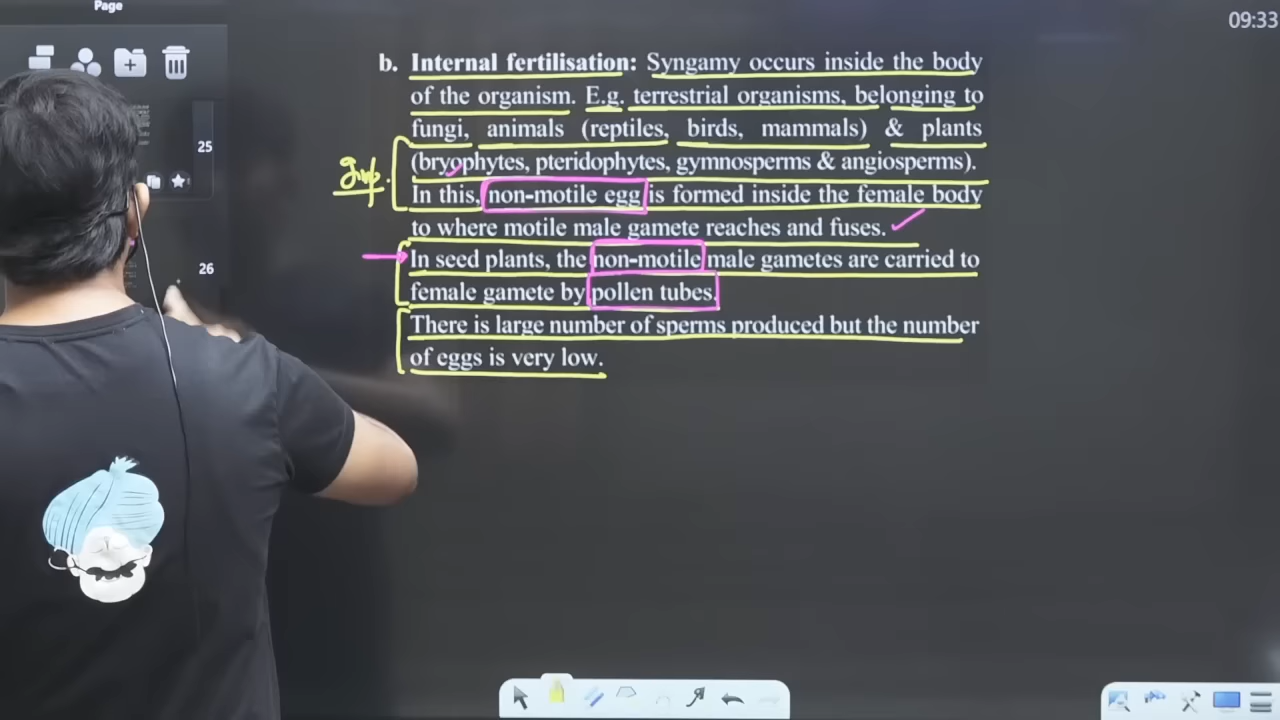 Page
09:33
25
26
b. Internal fertilisation: Syngamy occurs inside the body
of the organism. E.g. terrestrial organisms, belonging to
fungi, animals (reptiles, birds, mammals) & plants
(bryophytes, pteridophytes, gymnosperms & angiosperms).
In this, non-motile egg is formed inside the female body
to where motile male gamete reaches and fuses.
In seed plants, the non-motile male gametes are carried to
female gamete by pollen tubes.
There is large number of sperms produced but the number
of eggs is very low.